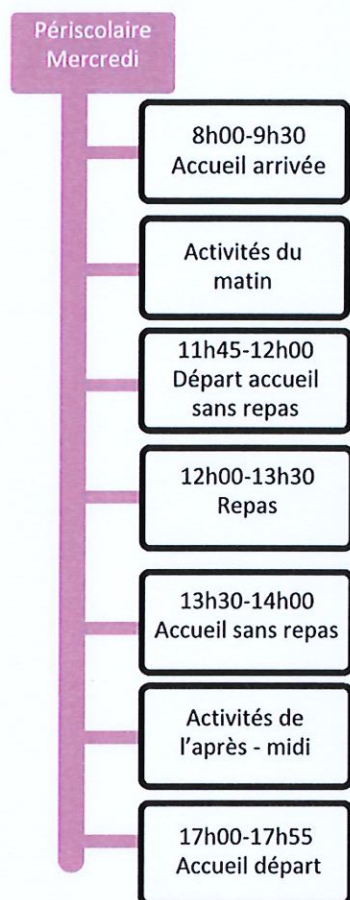 Périscolaire
Mercredi
8h00-9h30
Accueil arrivée
Activités du
matin
11h45-12h00
Départ accueil
sans repas
12h00-13h30
Repas
13h30-14h00
Accueil sans repas
Activités de
l'après - midi
17h00-17h55
Accueil départ